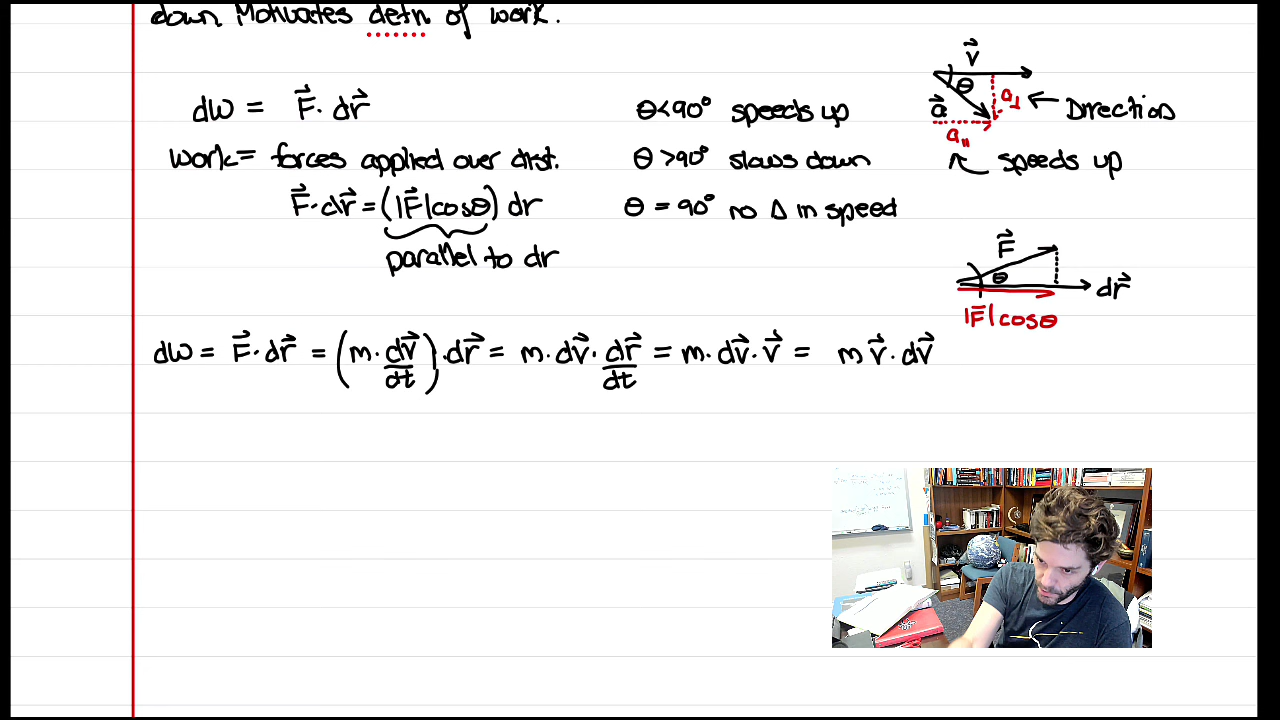 down Motivates defn of work.
dw = F⃗ · dr⃗
work = forces applied over dist.
F⃗ · dr⃗ = (|F⃗|cosθ) dr
parallel to dr
θ<90° speeds up
θ>90° slows down
θ = 90° no Δ in speed
v⃗
θ
a⃗
a⊥ ← Direction
a∥
speeds up
F⃗
θ
dr⃗
|F⃗|cosθ
dw = F⃗ · dr⃗ = (m · dv⃗/dt) · dr⃗ = m · dv⃗ · dr⃗/dt = m · dv⃗ · v⃗ = m v⃗ · dv⃗